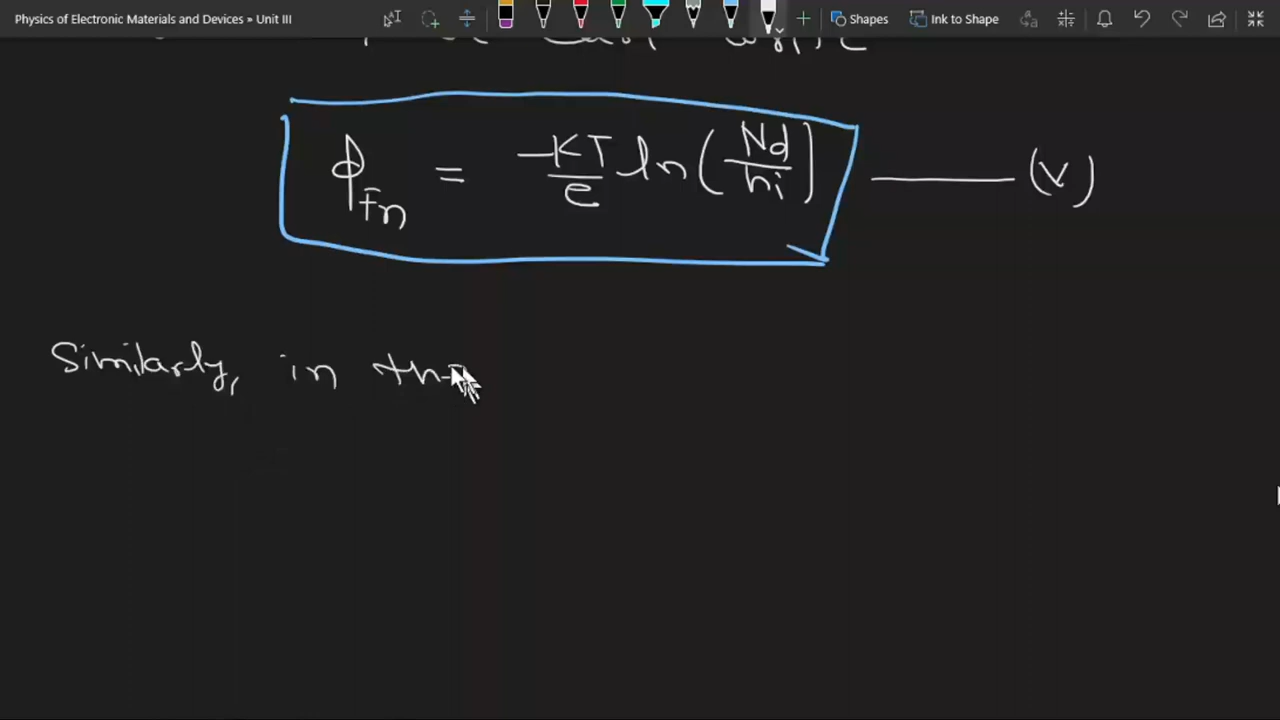 Physics of Electronic Materials and Devices » Unit III
Shapes
Ink to Shape
ϕ_Fn = -KT/e ln(Nd/ni) ——— (V)
Similarly, in the